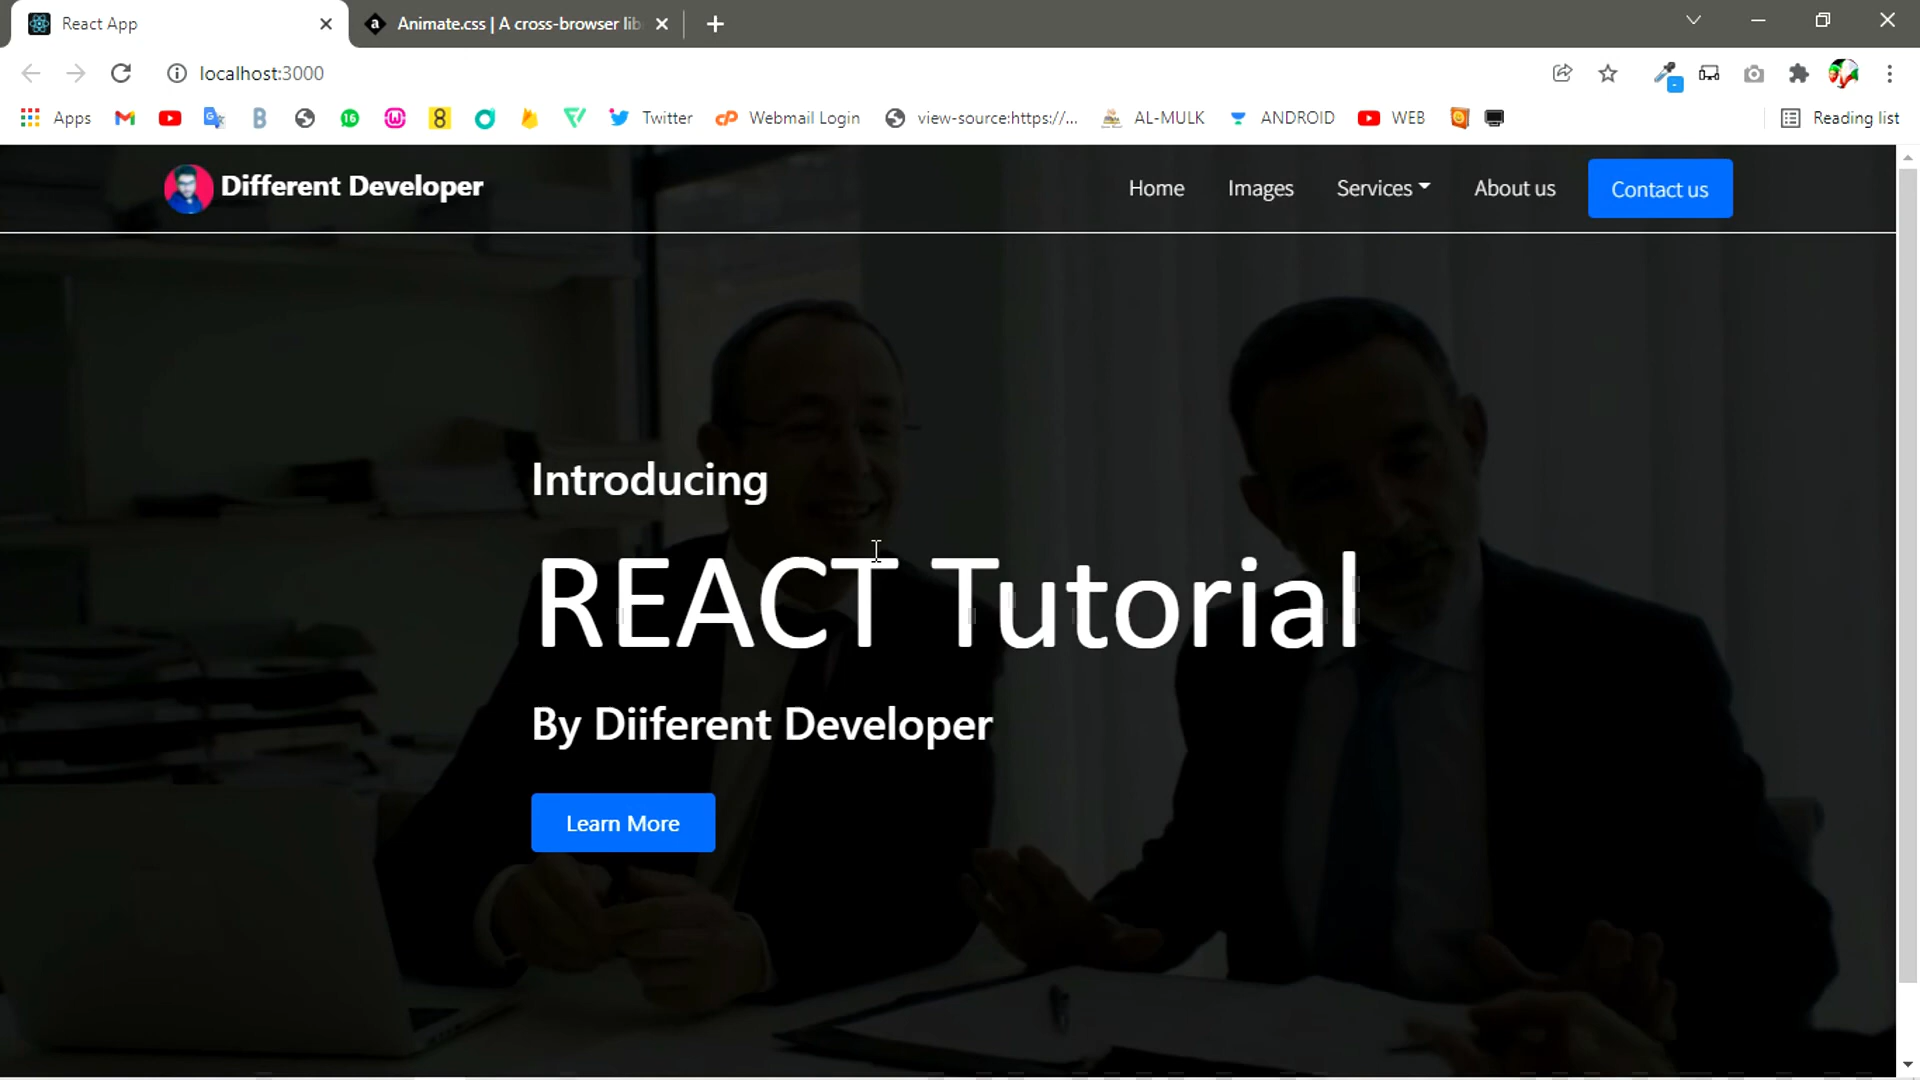 React App
Animate.css | A cross-browser lib
localhost:3000
Apps
16
8
Twitter
Webmail Login
view-source:https://...
AL-MULK
ANDROID
WEB
Reading list
Different Developer
Home
Images
Services
About us
Contact us
Introducing
REACT Tutorial
By Diiferent Developer
Learn More